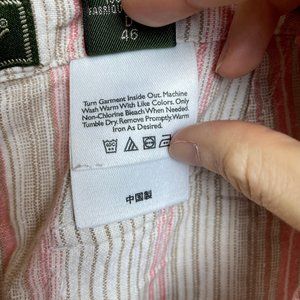 FABRIQU
46
Turn Garment Inside Out. Machine
Wash Warm With Like Colors. Only
Non-Chlorine Bleach When Needed.
Tumble Dry. Remove Promptly. Warm
Iron As Desired.
中国製